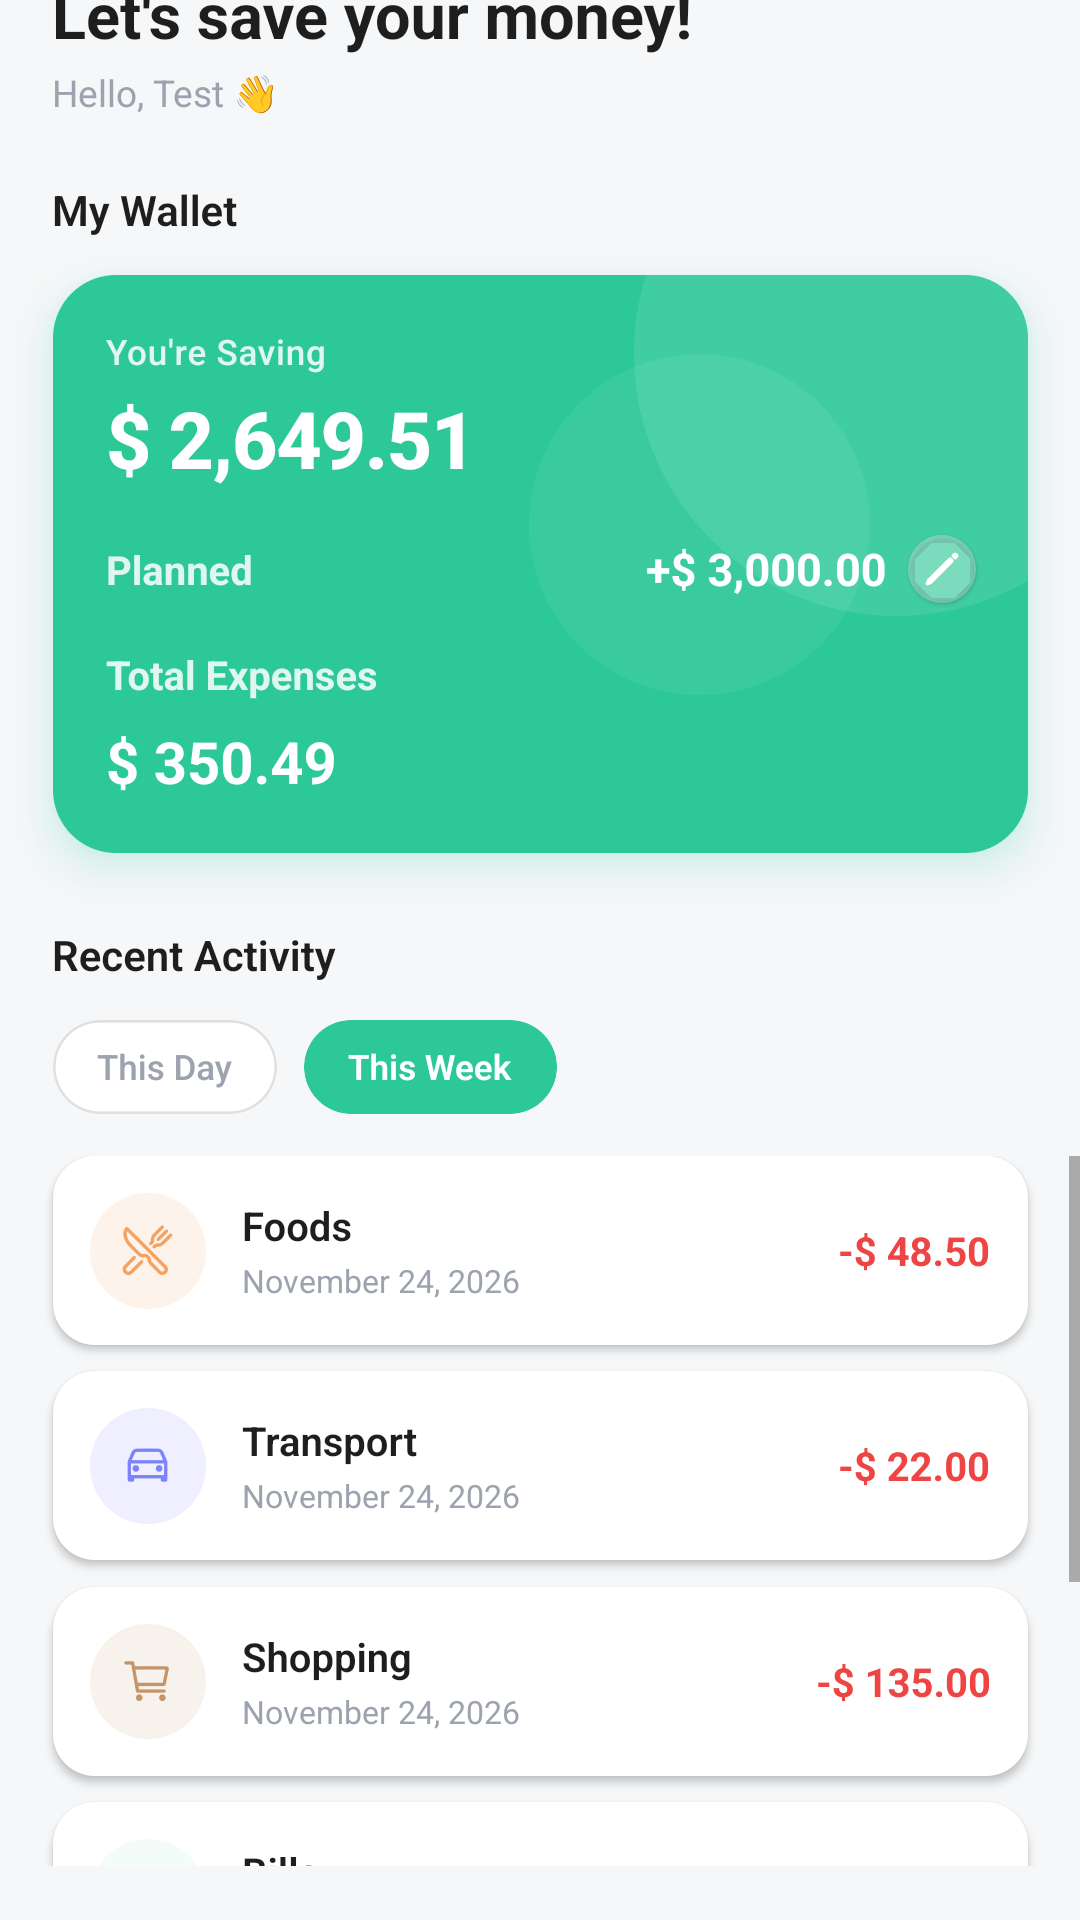 Let's save your money!
Hello, Test 👋
My Wallet
You're Saving
$ 2,649.51
Planned
+$ 3,000.00
Total Expenses
$ 350.49
Recent Activity
This Day
This Week
Foods
November 24, 2026
-$ 48.50
Transport
November 24, 2026
-$ 22.00
Shopping
November 24, 2026
-$ 135.00